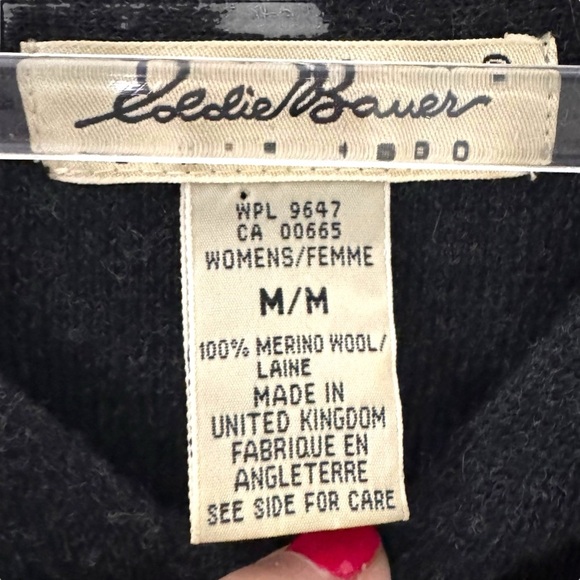 Eddie Bauer
WPL 9647
CA 00665
WOMENS/FEMME
M/M
100% MERINO WOOL/
LAINE
MADE IN
UNITED KINGDOM
FABRIQUE EN
ANGLETERRE
SEE SIDE FOR CARE